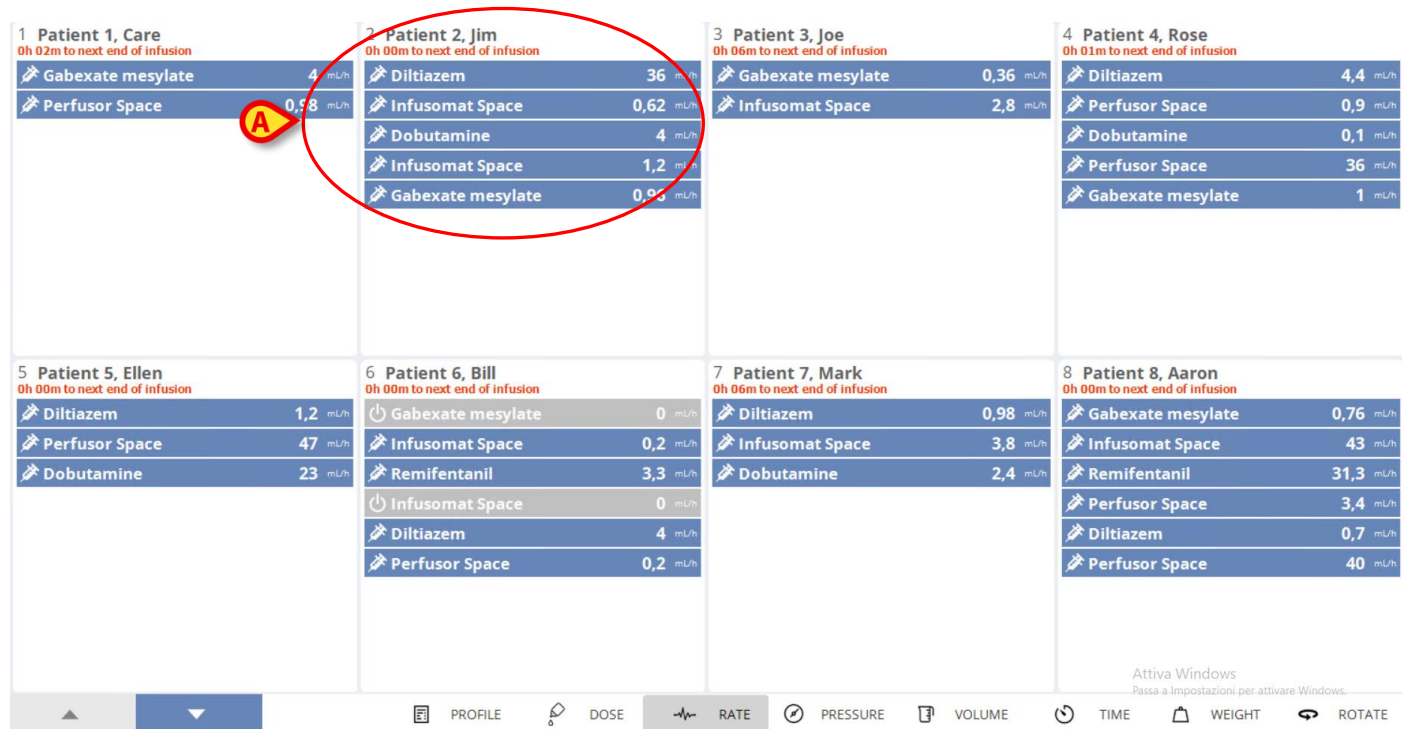 1 Patient 1, Care
0h 02m to next end of infusion
Gabexate mesylate 4 mL/h
Perfusor Space 0,98 mL/h
A
2 Patient 2, Jim
0h 00m to next end of infusion
Diltiazem 36 mL/h
Infusomat Space 0,62 mL/h
Dobutamine 4 mL/h
Infusomat Space 1,2 mL/h
Gabexate mesylate 0,96 mL/h
3 Patient 3, Joe
0h 06m to next end of infusion
Gabexate mesylate 0,36 mL/h
Infusomat Space 2,8 mL/h
4 Patient 4, Rose
0h 01m to next end of infusion
Diltiazem 4,4 mL/h
Perfusor Space 0,9 mL/h
Dobutamine 0,1 mL/h
Perfusor Space 36 mL/h
Gabexate mesylate 1 mL/h
5 Patient 5, Ellen
0h 00m to next end of infusion
Diltiazem 1,2 mL/h
Perfusor Space 47 mL/h
Dobutamine 23 mL/h
6 Patient 6, Bill
0h 00m to next end of infusion
Gabexate mesylate 0 mL/h
Infusomat Space 0,2 mL/h
Remifentanil 3,3 mL/h
Infusomat Space 0 mL/h
Diltiazem 4 mL/h
Perfusor Space 0,2 mL/h
7 Patient 7, Mark
0h 06m to next end of infusion
Diltiazem 0,98 mL/h
Infusomat Space 3,8 mL/h
Dobutamine 2,4 mL/h
8 Patient 8, Aaron
0h 00m to next end of infusion
Gabexate mesylate 0,76 mL/h
Infusomat Space 43 mL/h
Remifentanil 31,3 mL/h
Perfusor Space 3,4 mL/h
Diltiazem 0,7 mL/h
Perfusor Space 40 mL/h
Attiva Windows
Passa a Impostazioni per attivare Windows.
PROFILE DOSE RATE PRESSURE VOLUME TIME WEIGHT ROTATE